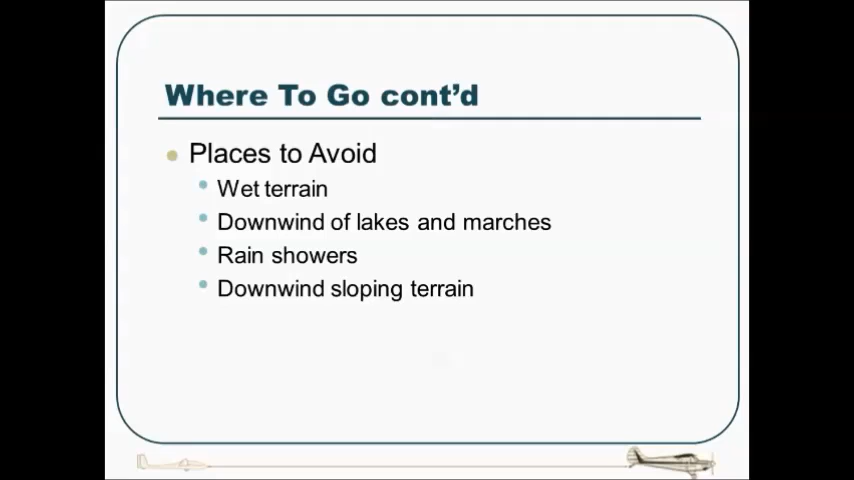 Where To Go cont’d
Places to Avoid
Wet terrain
Downwind of lakes and marches
Rain showers
Downwind sloping terrain